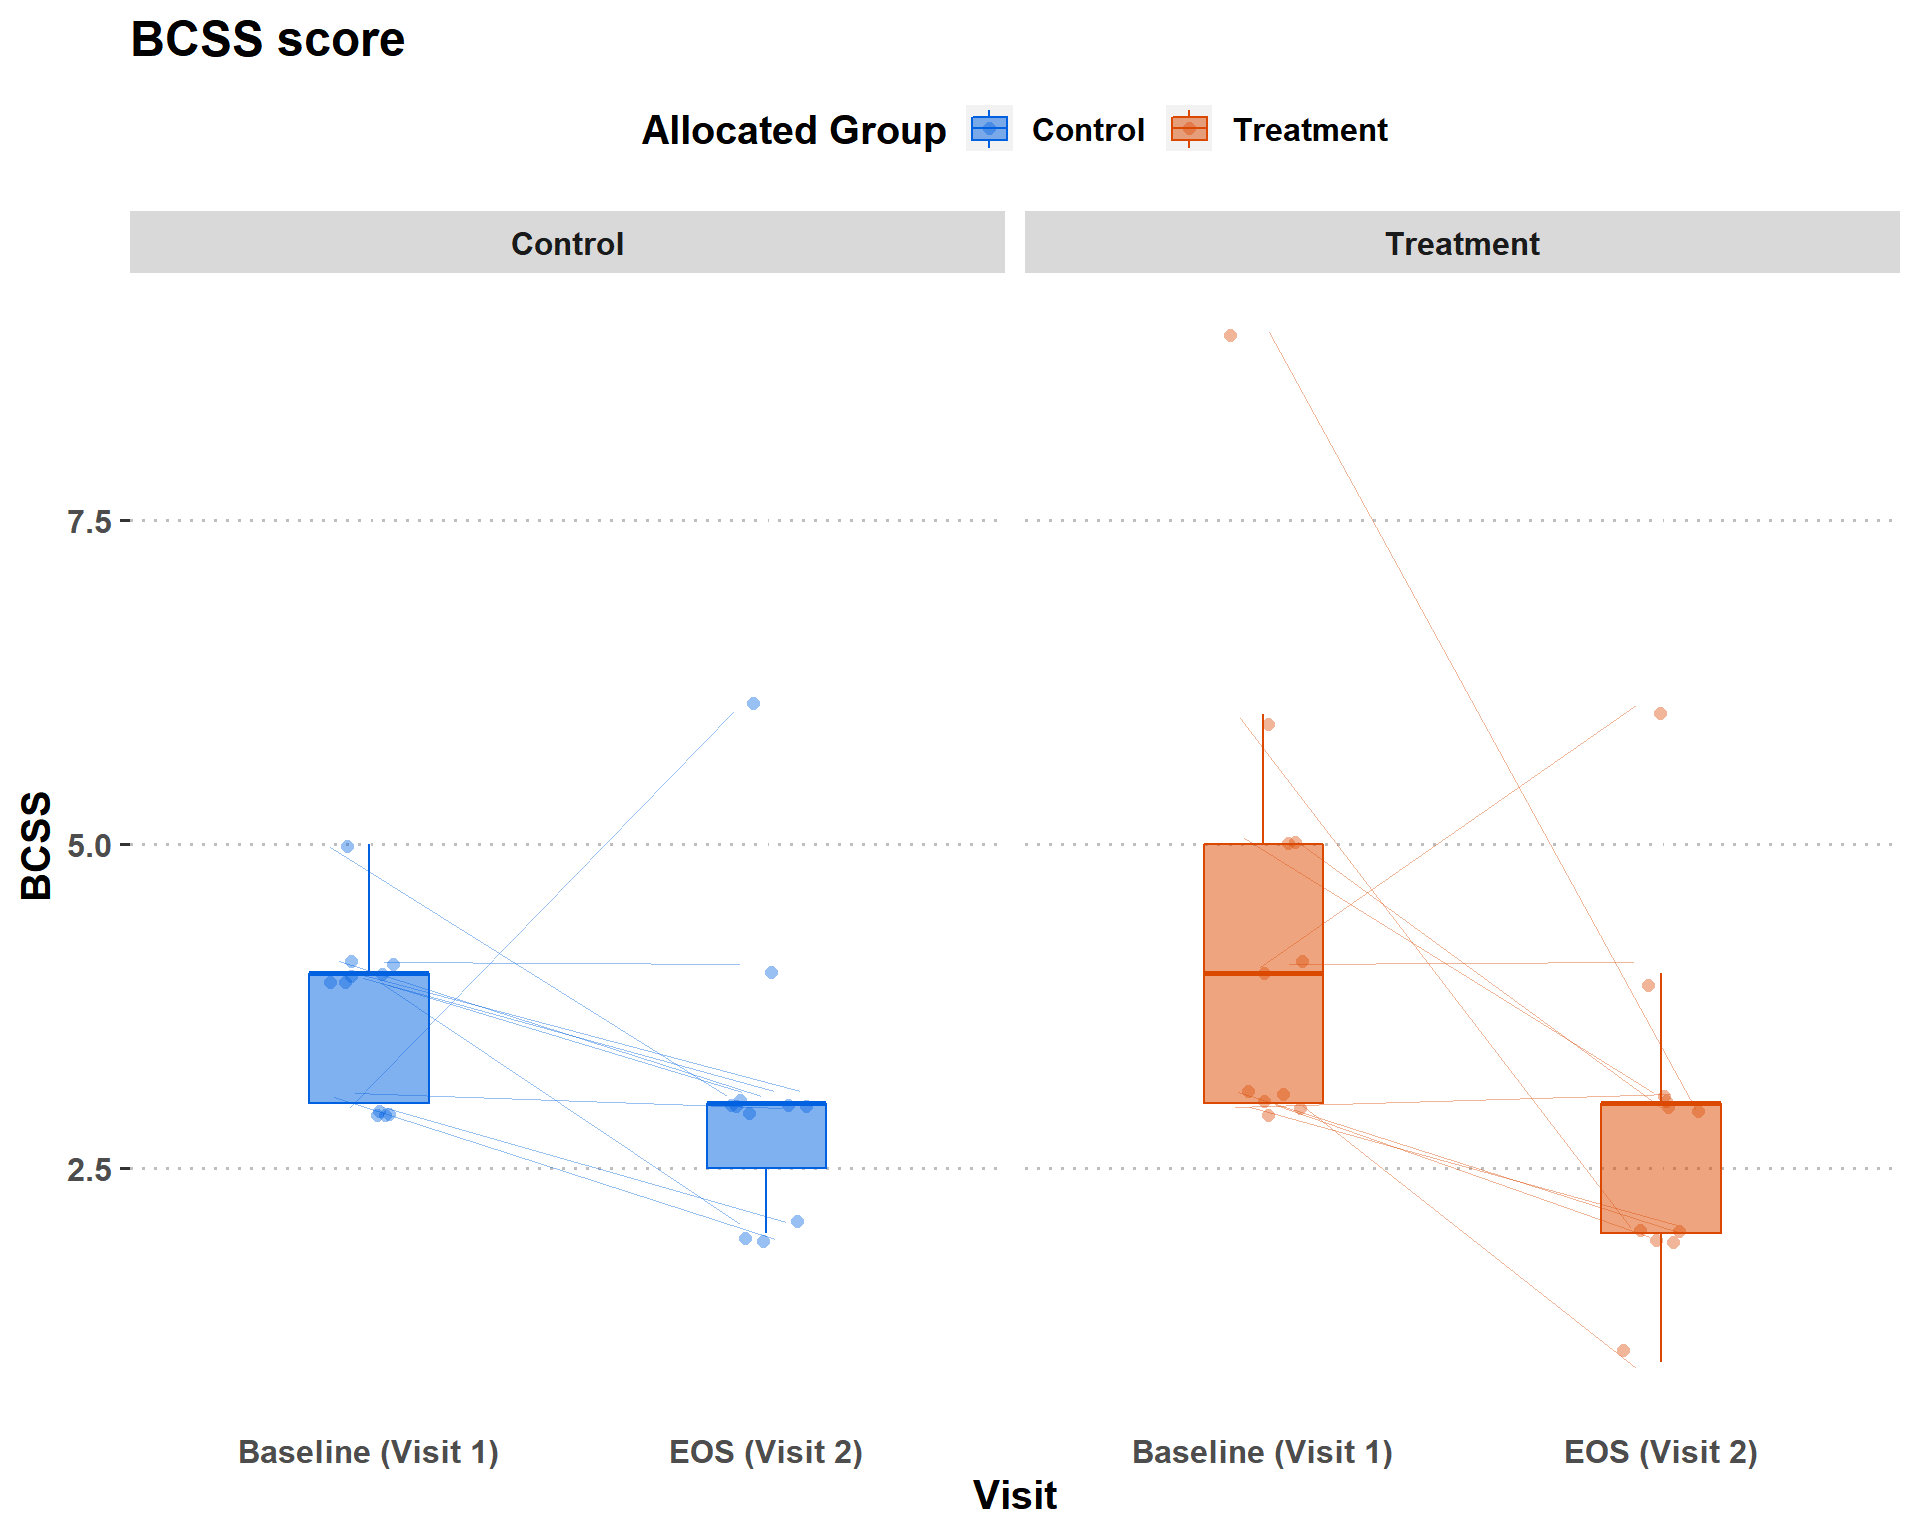 BCSS score
Allocated Group Control Treatment
Control Treatment
7.5
5.0
2.5
BCSS
Baseline (Visit 1) EOS (Visit 2) Baseline (Visit 1) EOS (Visit 2)
Visit